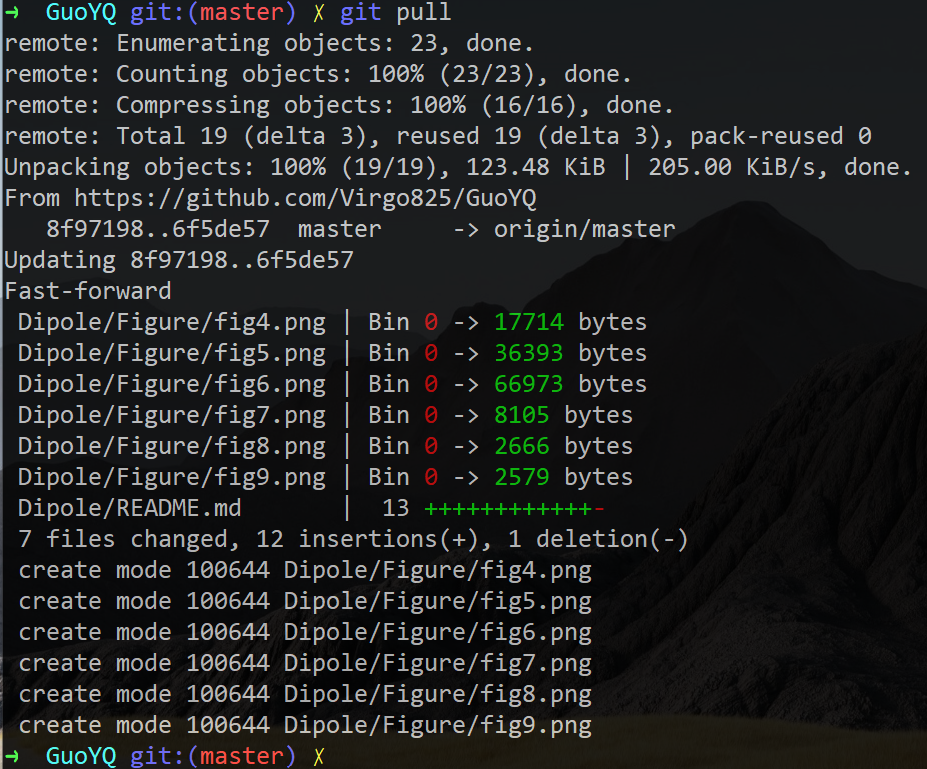 →  GuoYQ git:(master) ✗ git pull
remote: Enumerating objects: 23, done.
remote: Counting objects: 100% (23/23), done.
remote: Compressing objects: 100% (16/16), done.
remote: Total 19 (delta 3), reused 19 (delta 3), pack-reused 0
Unpacking objects: 100% (19/19), 123.48 KiB | 205.00 KiB/s, done.
From https://github.com/Virgo825/GuoYQ
   8f97198..6f5de57  master     -> origin/master
Updating 8f97198..6f5de57
Fast-forward
 Dipole/Figure/fig4.png | Bin 0 -> 17714 bytes
 Dipole/Figure/fig5.png | Bin 0 -> 36393 bytes
 Dipole/Figure/fig6.png | Bin 0 -> 66973 bytes
 Dipole/Figure/fig7.png | Bin 0 -> 8105 bytes
 Dipole/Figure/fig8.png | Bin 0 -> 2666 bytes
 Dipole/Figure/fig9.png | Bin 0 -> 2579 bytes
 Dipole/README.md       |  13 ++++++++++++-
 7 files changed, 12 insertions(+), 1 deletion(-)
 create mode 100644 Dipole/Figure/fig4.png
 create mode 100644 Dipole/Figure/fig5.png
 create mode 100644 Dipole/Figure/fig6.png
 create mode 100644 Dipole/Figure/fig7.png
 create mode 100644 Dipole/Figure/fig8.png
 create mode 100644 Dipole/Figure/fig9.png
→  GuoYQ git:(master) ✗